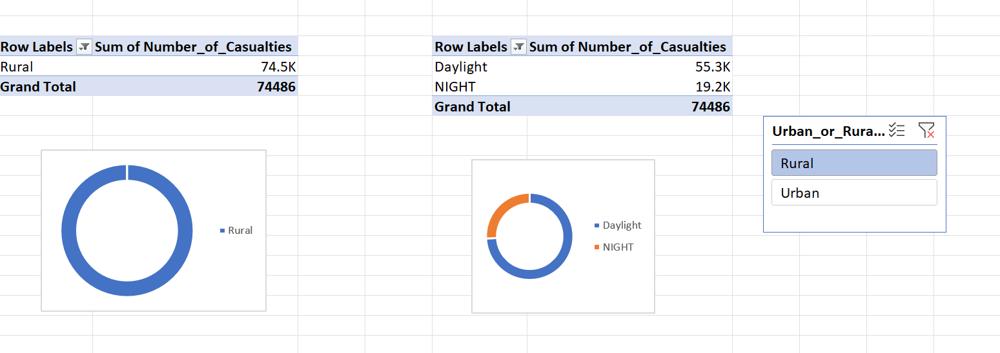 Row Labels Sum of Number_of_Casualties
Rural 74.5K
Grand Total 74486
Row Labels Sum of Number_of_Casualties
Daylight 55.3K
NIGHT 19.2K
Grand Total 74486
Urban_or_Rura...
Rural
Urban
Rural
Daylight
NIGHT